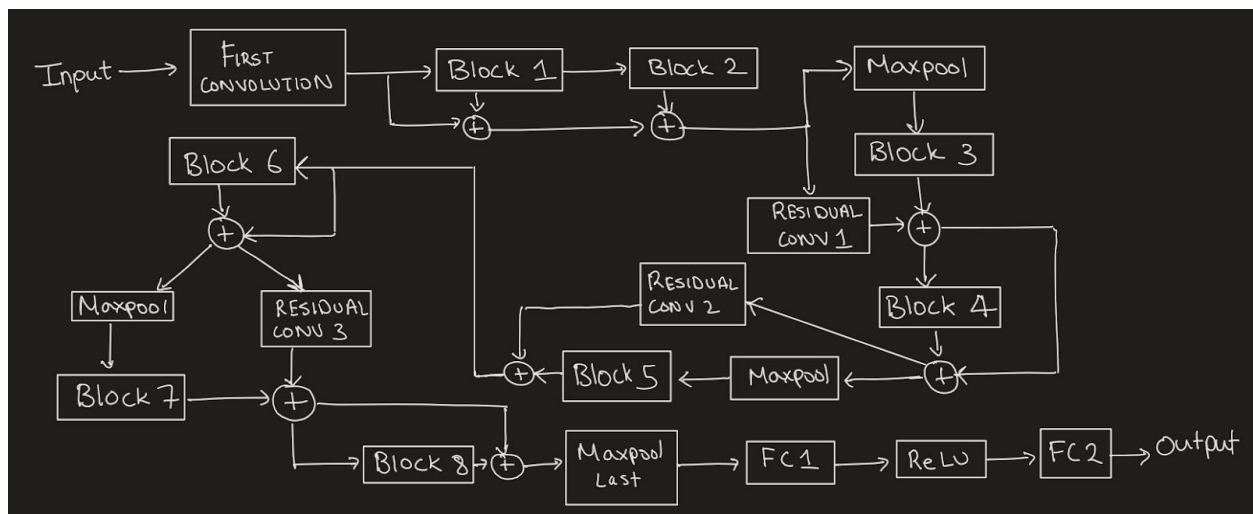 Input
FIRST
CONVOLUTION
Block 1
Block 2
Maxpool
+
+
Block 3
Block 6
RESIDUAL
CONV 1
+
+
Maxpool
RESIDUAL
CONV 3
RESIDUAL
CONV 2
Block 4
+
Block 5
Maxpool
+
Block 7
+
Block 8
+
Maxpool
Last
FC1
ReLU
FC2
Output